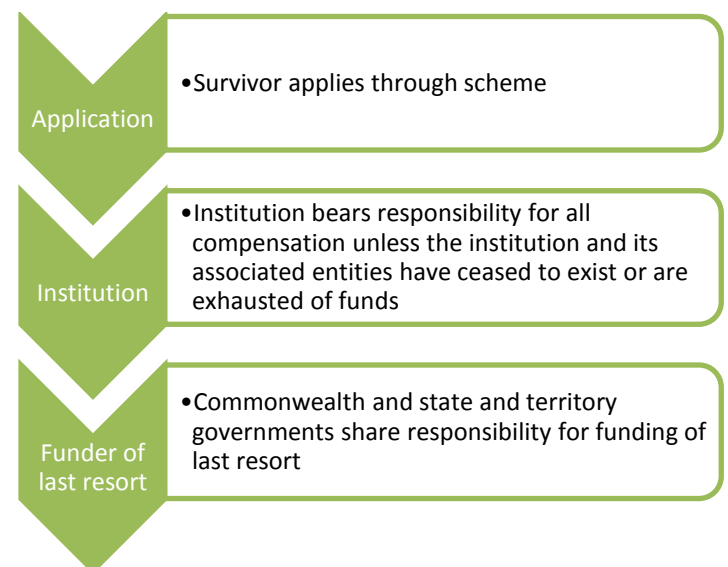 Application
•Survivor applies through scheme
Institution
•Institution bears responsibility for all
compensation unless the institution and its
associated entities have ceased to exist or are
exhausted of funds
Funder of
last resort
•Commonwealth and state and territory
governments share responsibility for funding of
last resort